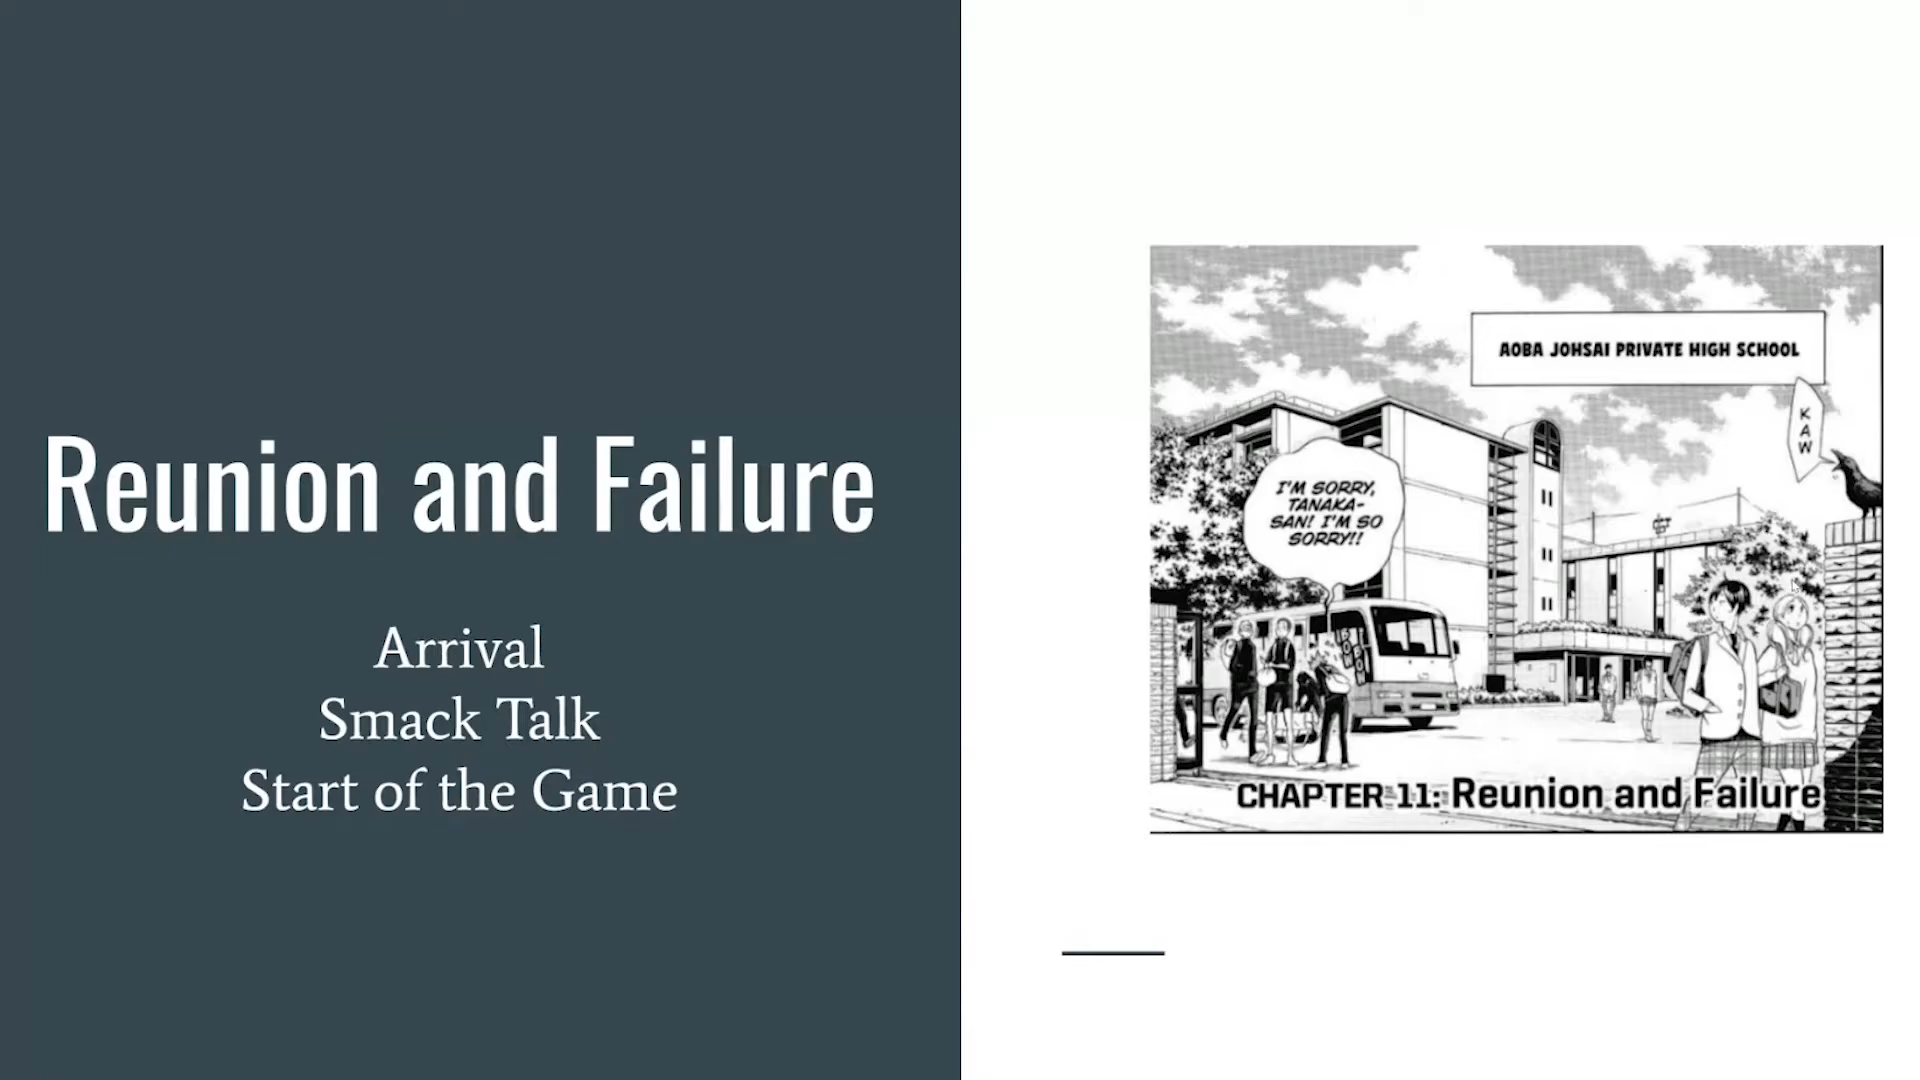 Reunion and Failure
Arrival
Smack Talk
Start of the Game
AOBA JOHSAI PRIVATE HIGH SCHOOL
K
A
W
I'M SORRY,
TANAKA-
SAN! I'M SO
SORRY!!
CHAPTER 11: Reunion and Failure